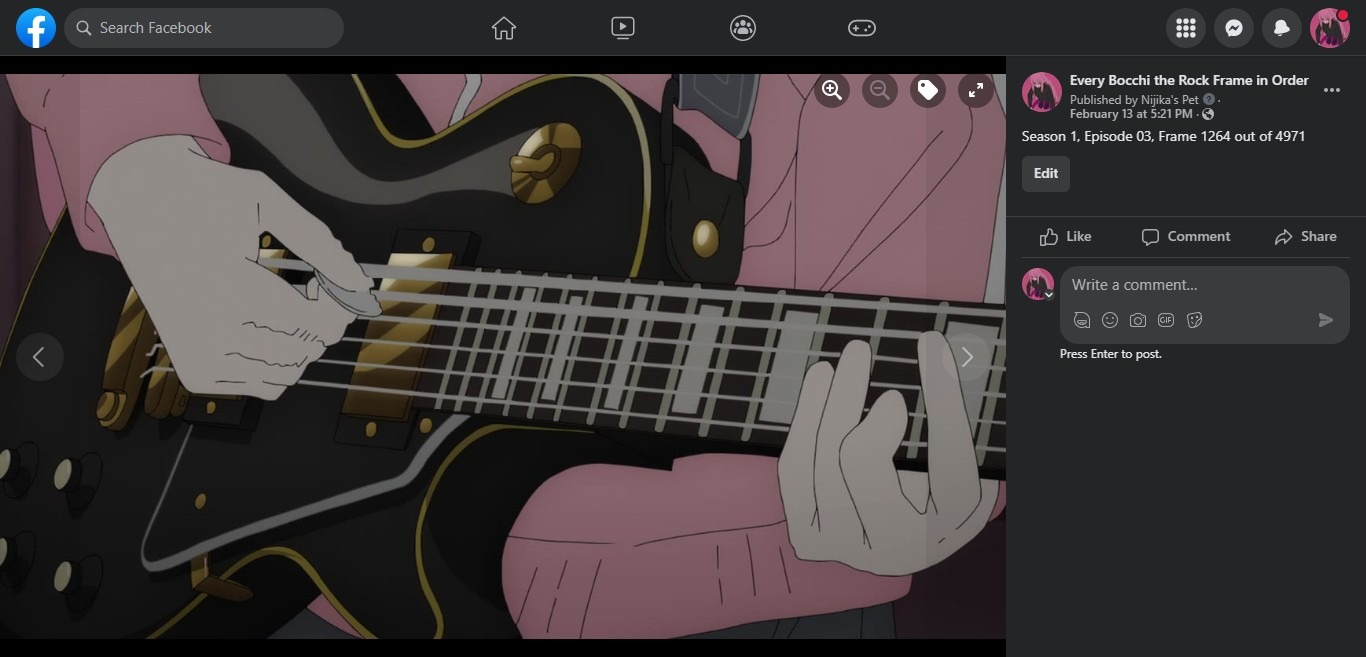 Search Facebook
Every Bocchi the Rock Frame in Order
Published by Nijika's Pet ·
February 13 at 5:21 PM ·
Season 1, Episode 03, Frame 1264 out of 4971
Edit
Like
Comment
Share
Write a comment...
GIF
Press Enter to post.